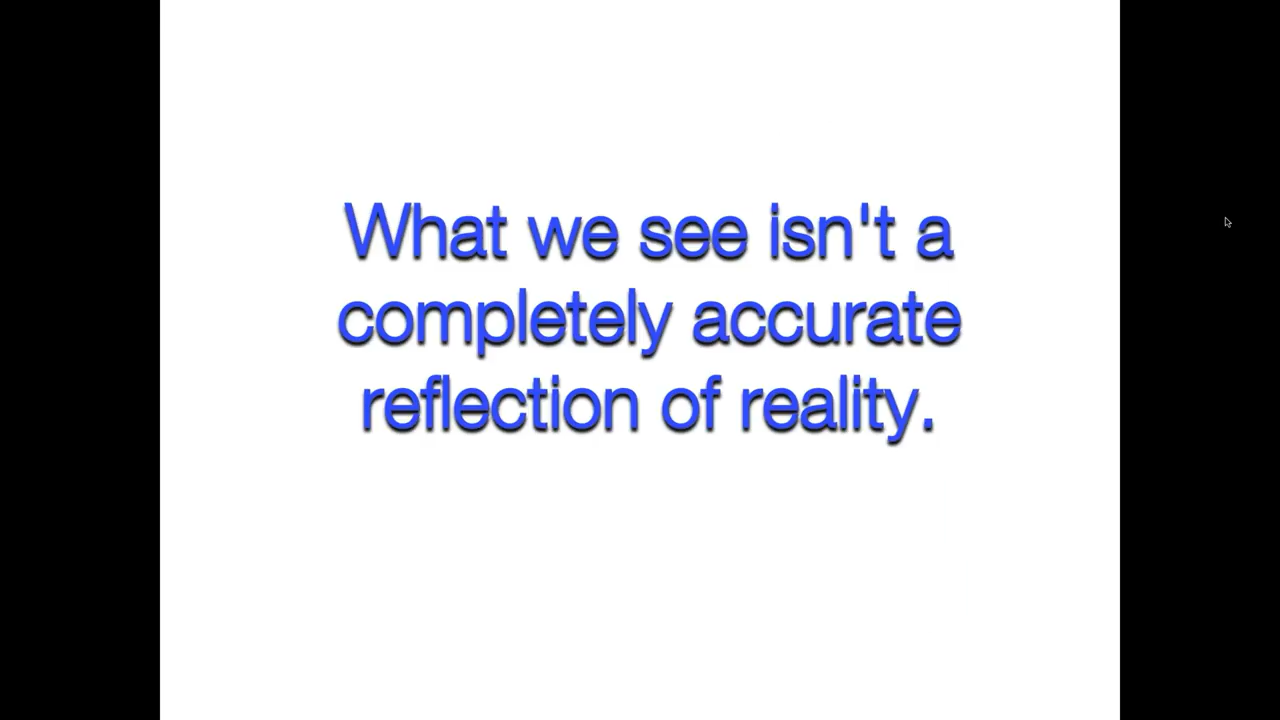 What we see isn't a
completely accurate
reflection of reality.